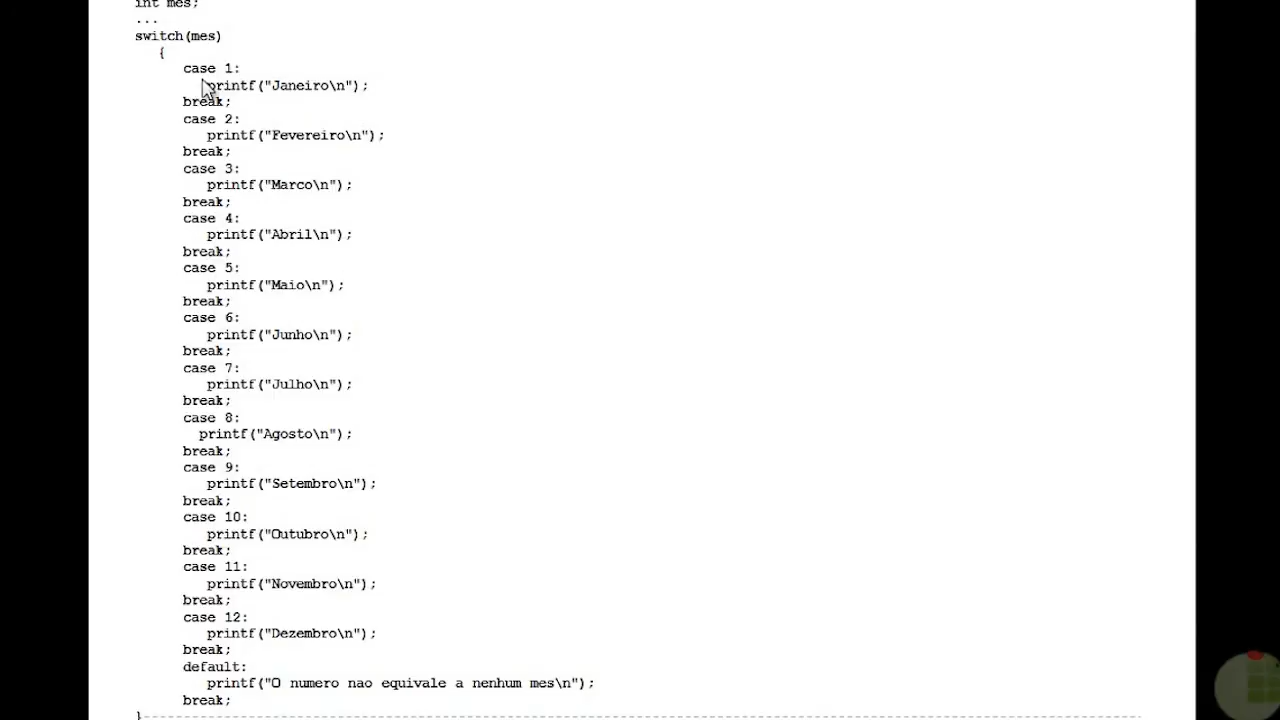 int mes;
...
switch(mes)
{
case 1:
printf("Janeiro\n");
break;
case 2:
printf("Fevereiro\n");
break;
case 3:
printf("Marco\n");
break;
case 4:
printf("Abril\n");
break;
case 5:
printf("Maio\n");
break;
case 6:
printf("Junho\n");
break;
case 7:
printf("Julho\n");
break;
case 8:
printf("Agosto\n");
break;
case 9:
printf("Setembro\n");
break;
case 10:
printf("Outubro\n");
break;
case 11:
printf("Novembro\n");
break;
case 12:
printf("Dezembro\n");
break;
default:
printf("O numero nao equivale a nenhum mes\n");
break;
}